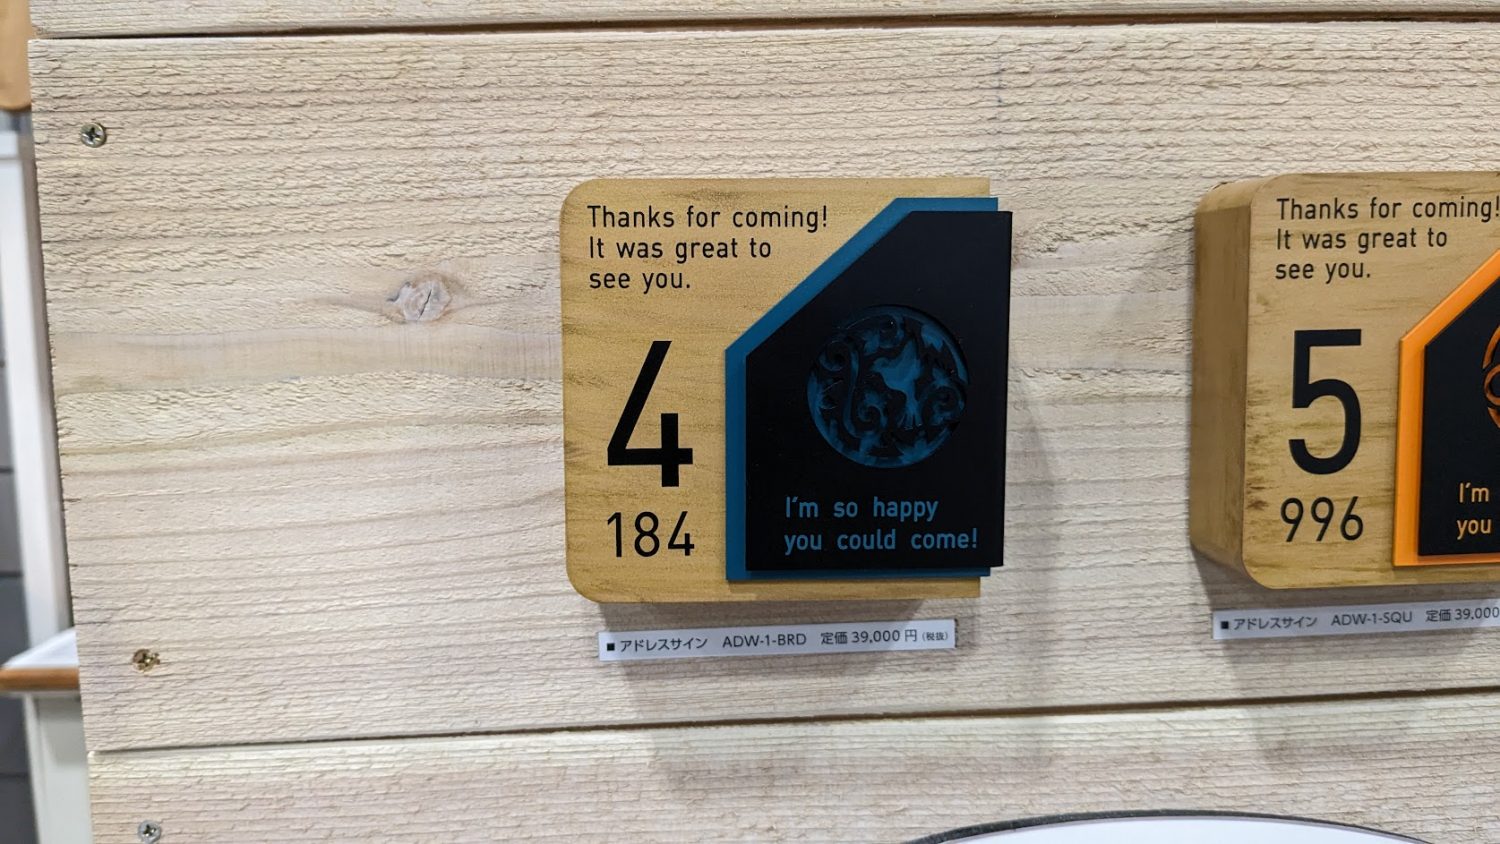 Thanks for coming!
It was great to
see you.
4
184
I'm so happy
you could come!
■ アドレスサイン ADW-1-BRD 定価 39,000 円 (税抜)
Thanks for coming!
It was great to
see you.
5
996
I'm
you
■ アドレスサイン ADW-1-SQU 定価 39,000